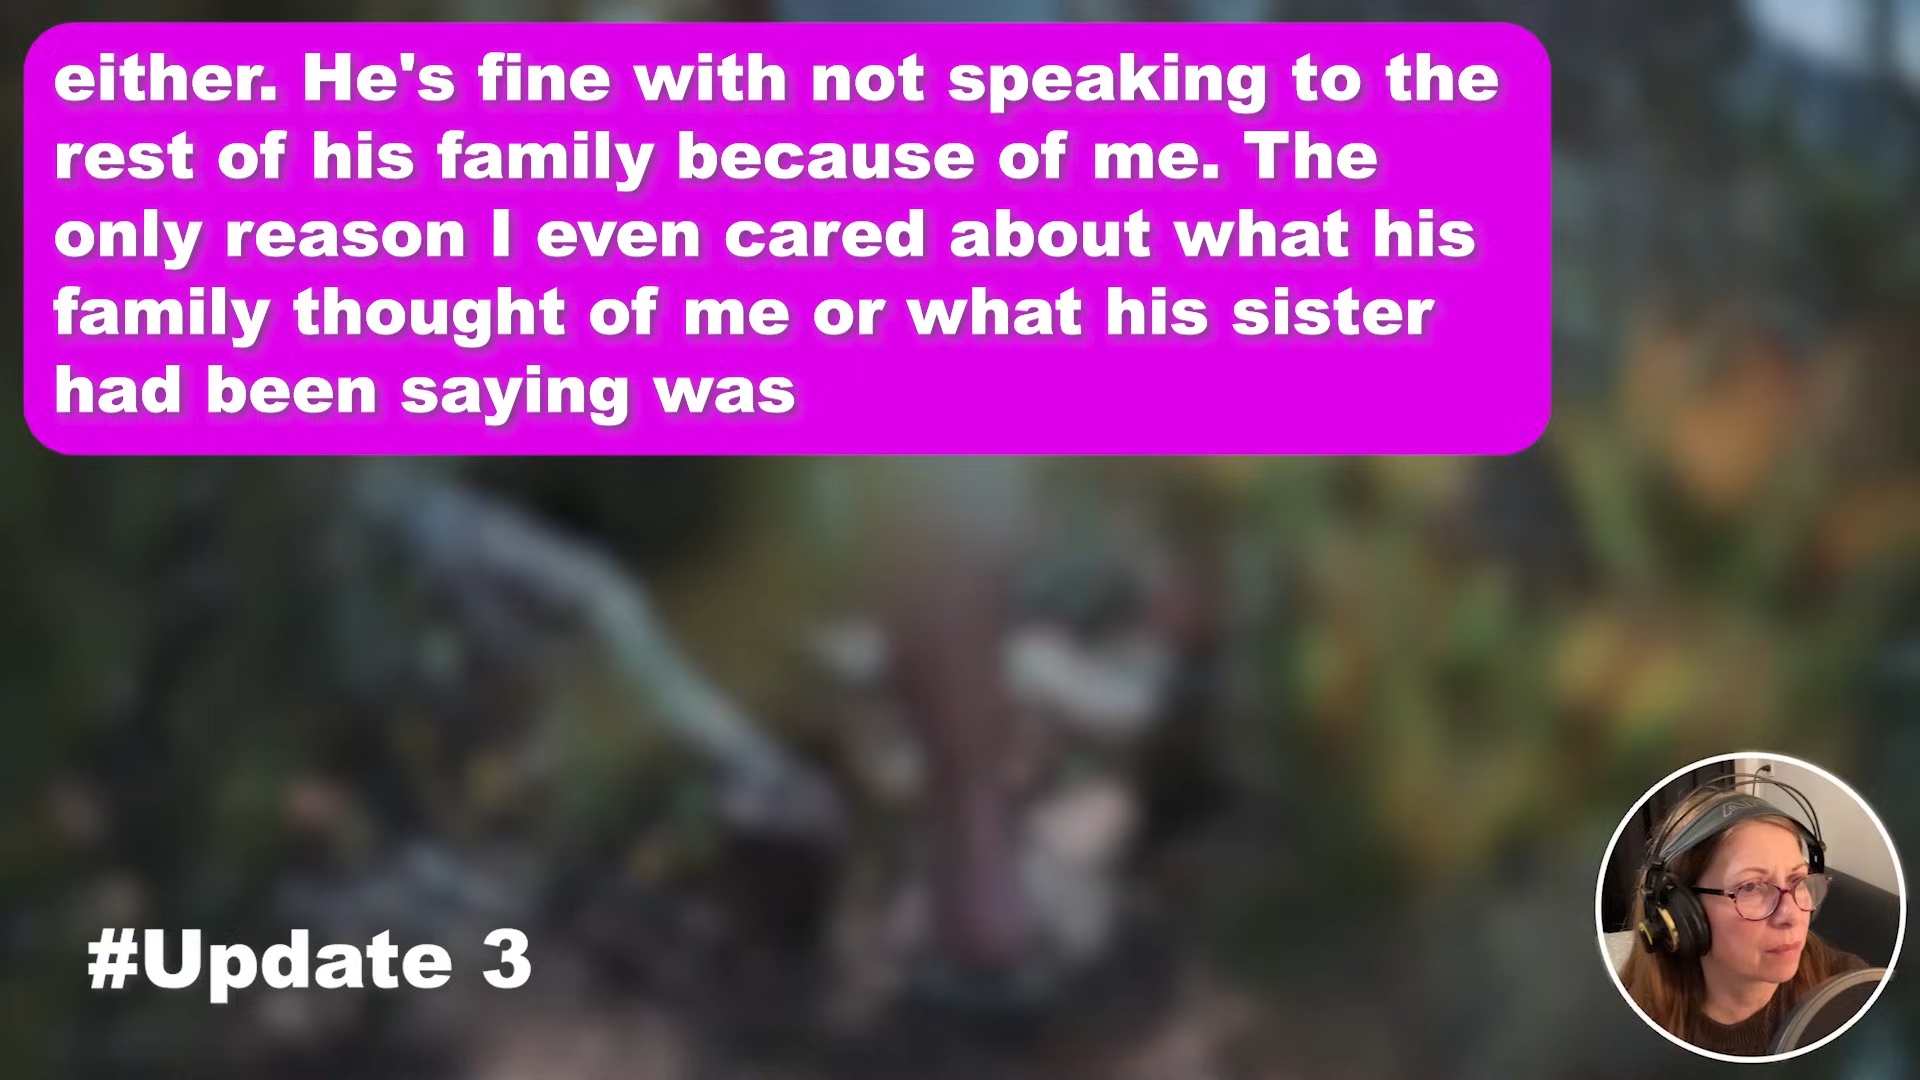 either. He's fine with not speaking to the
rest of his family because of me. The
only reason I even cared about what his
family thought of me or what his sister
had been saying was
#Update 3